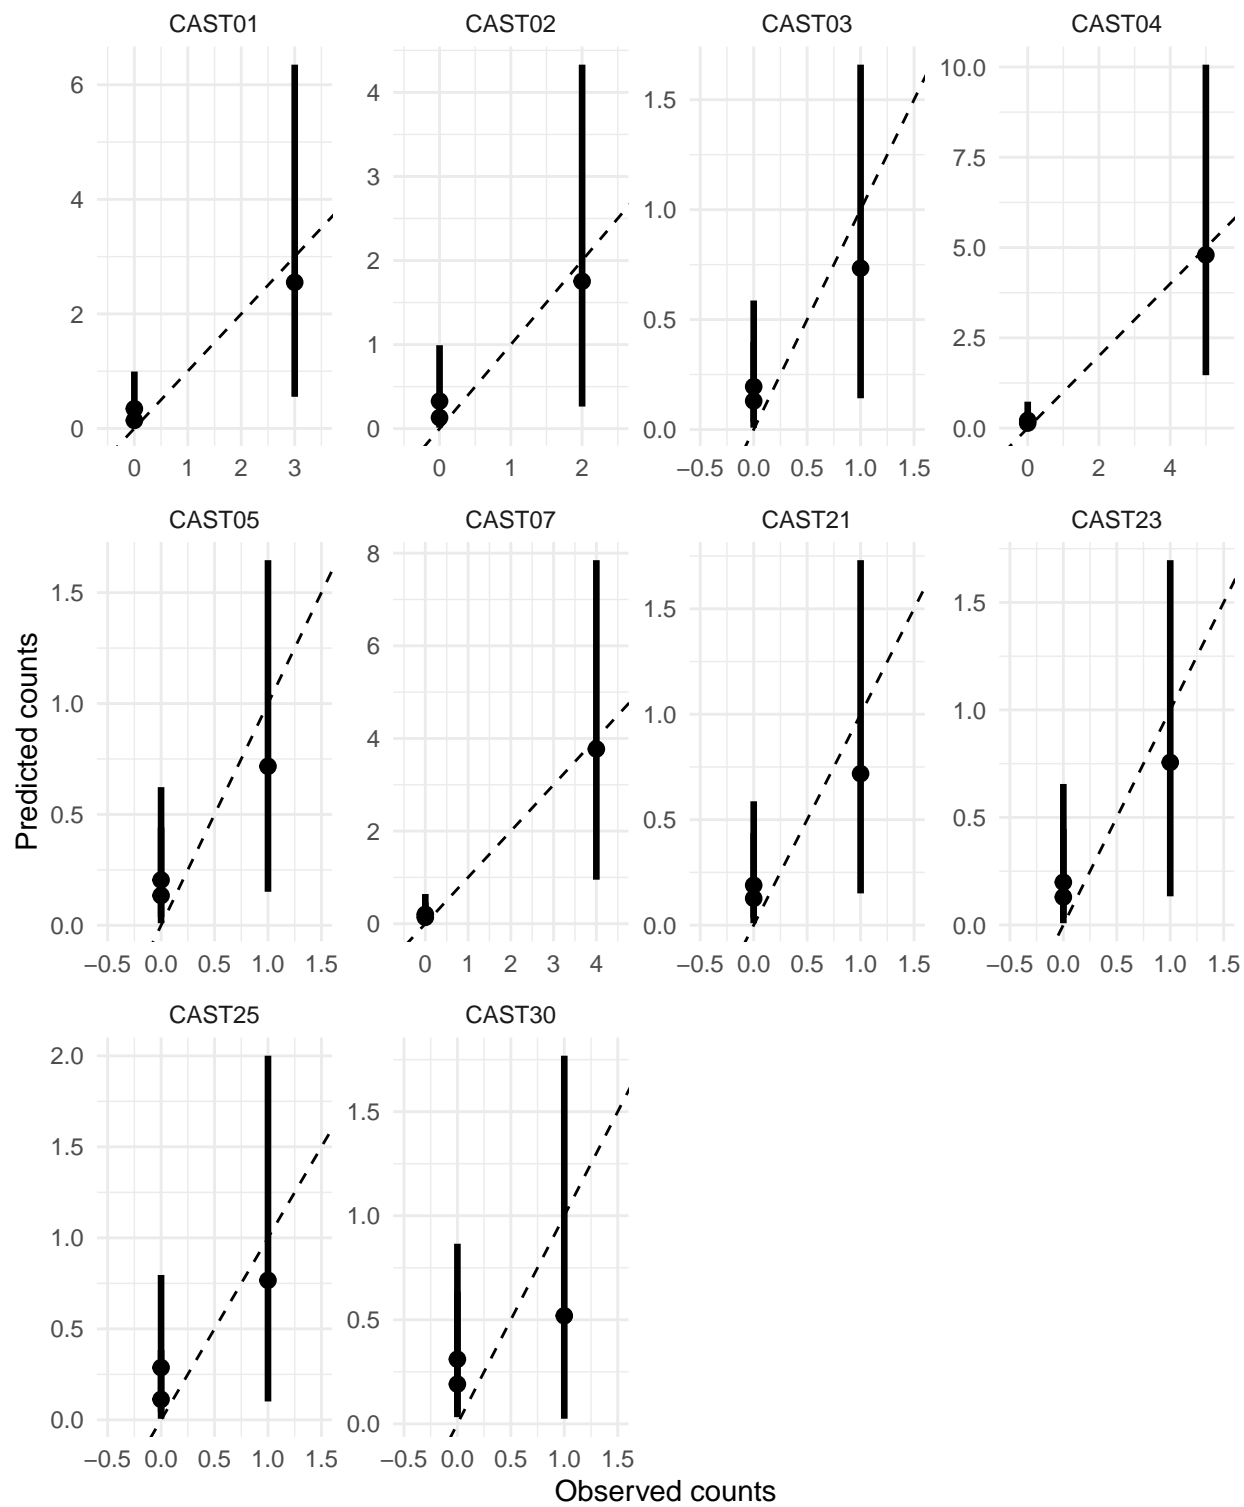 CAST01 CAST02 CAST03 CAST04
6 4 2 0
4 3 2 1 0
1.5 1.0 0.5 0.0
10.0 7.5 5.0 2.5 0.0
0 1 2 3
0 1 2
−0.5 0.0 0.5 1.0 1.5
0 2 4
CAST05 CAST07 CAST21 CAST23
1.5 1.0 0.5 0.0
8 6 4 2 0
1.5 1.0 0.5 0.0
1.5 1.0 0.5 0.0
−0.5 0.0 0.5 1.0 1.5
0 1 2 3 4
−0.5 0.0 0.5 1.0 1.5
−0.5 0.0 0.5 1.0 1.5
CAST25 CAST30
2.0 1.5 1.0 0.5 0.0
1.5 1.0 0.5 0.0
−0.5 0.0 0.5 1.0 1.5
−0.5 0.0 0.5 1.0 1.5
Predicted counts
Observed counts